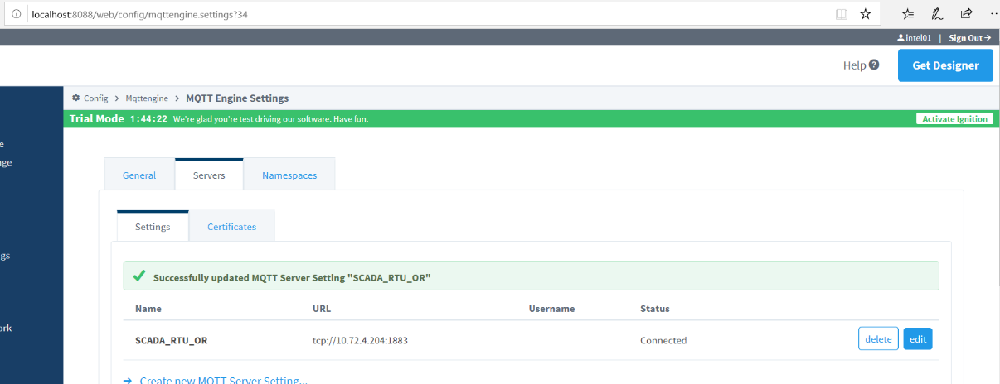 localhost:8088/web/config/mqttengine.settings?34
intel01 | Sign Out
Help ? Get Designer
Config > Mqttengine > MQTT Engine Settings
Trial Mode 1:44:22 We're glad you're test driving our software. Have fun. Activate Ignition
e
age
gs
ork
General Servers Namespaces
Settings Certificates
Successfully updated MQTT Server Setting "SCADA_RTU_OR"
Name URL Username Status
SCADA_RTU_OR tcp://10.72.4.204:1883 Connected delete edit
Create new MQTT Server Setting...